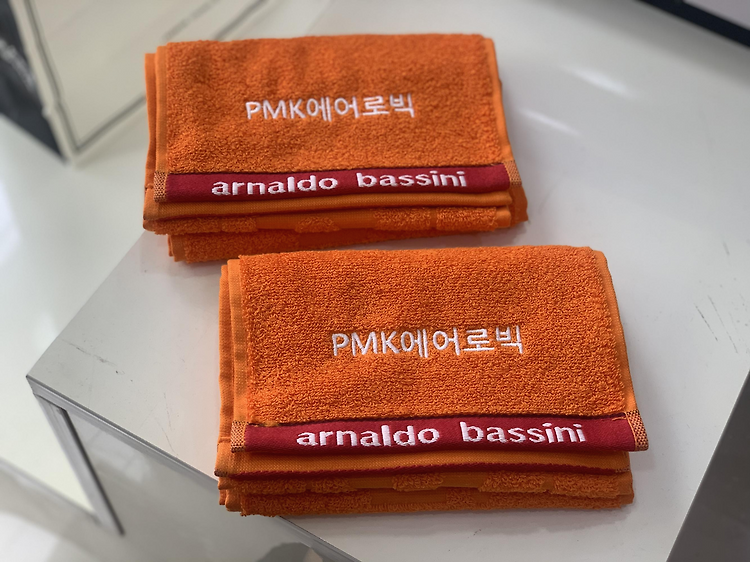 PMK에어로빅
arnaldo bassini
PMK에어로빅
arnaldo bassini